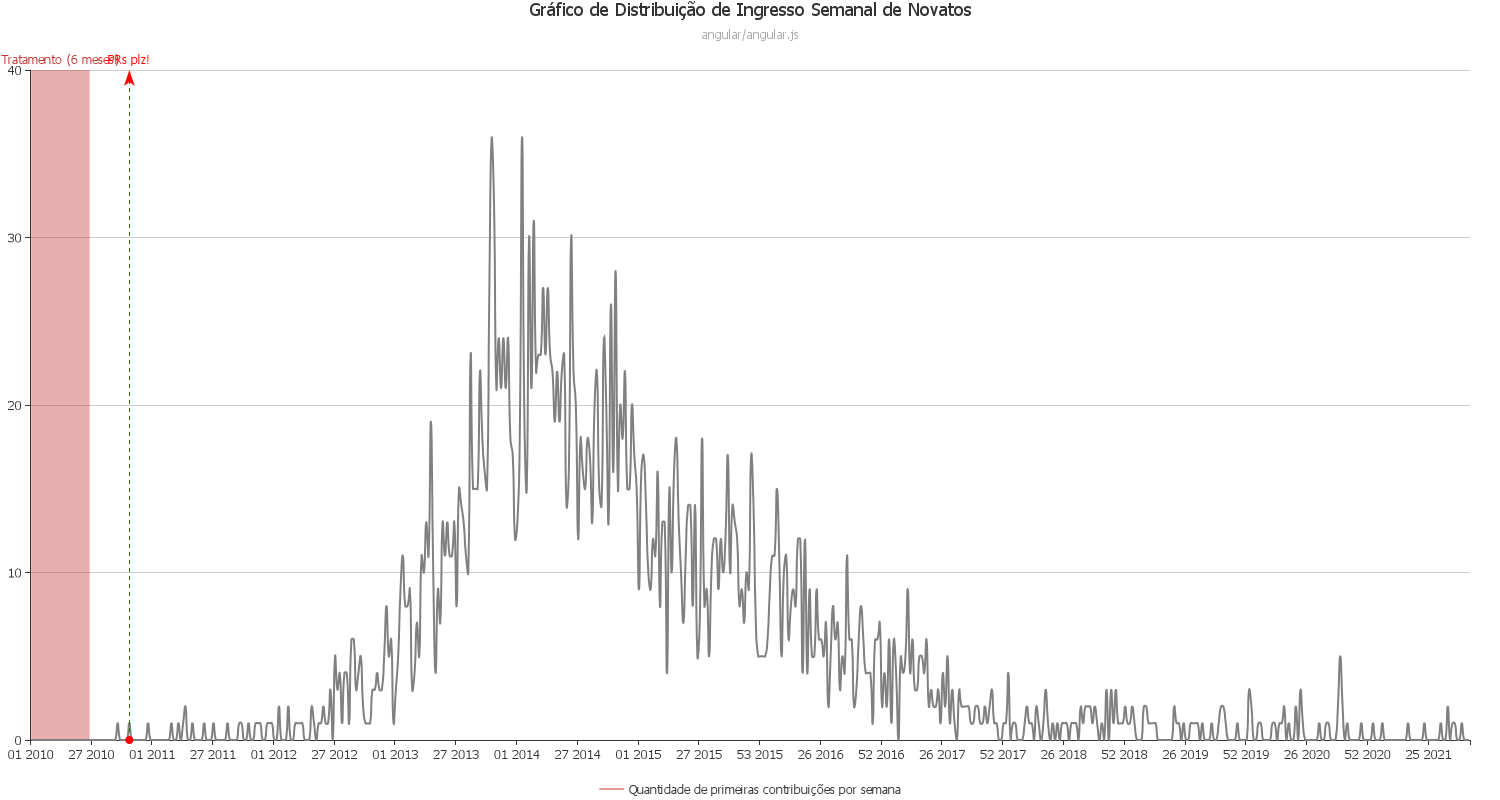 Gráfico de Distribuição de Ingresso Semanal de Novatos
angular/angular.js
Tratamento (6 meses)
PRs plz!
40
30
20
10
0
01 2010 27 2010 01 2011 27 2011 01 2012 27 2012 01 2013 27 2013 01 2014 27 2014 01 2015 27 2015 53 2015 26 2016 52 2016 26 2017 52 2017 26 2018 52 2018 26 2019 52 2019 26 2020 52 2020 25 2021
Quantidade de primeiras contribuições por semana